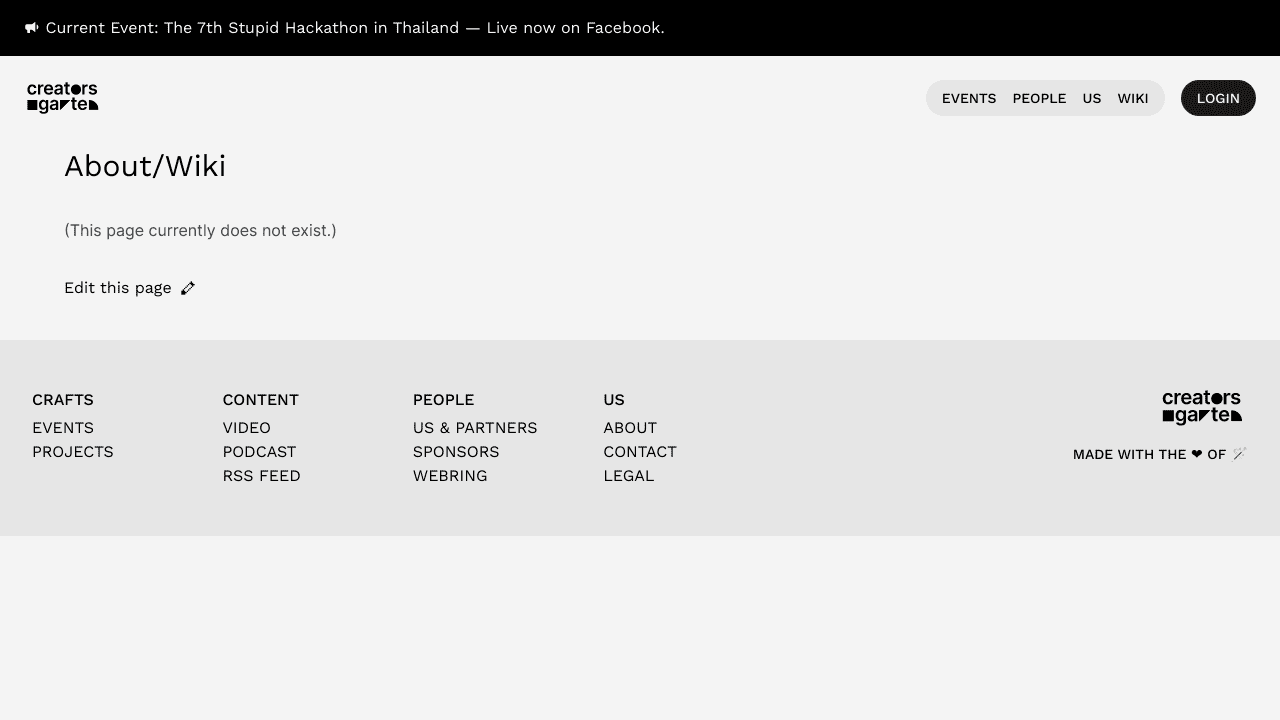 Current Event: The 7th Stupid Hackathon in Thailand — Live now on Facebook.
creators
garten
EVENTS PEOPLE US WIKI LOGIN
About/Wiki
(This page currently does not exist.)
Edit this page
CRAFTS
EVENTS
PROJECTS
CONTENT
VIDEO
PODCAST
RSS FEED
PEOPLE
US & PARTNERS
SPONSORS
WEBRING
US
ABOUT
CONTACT
LEGAL
creators
garten
MADE WITH THE ❤ OF 🪄